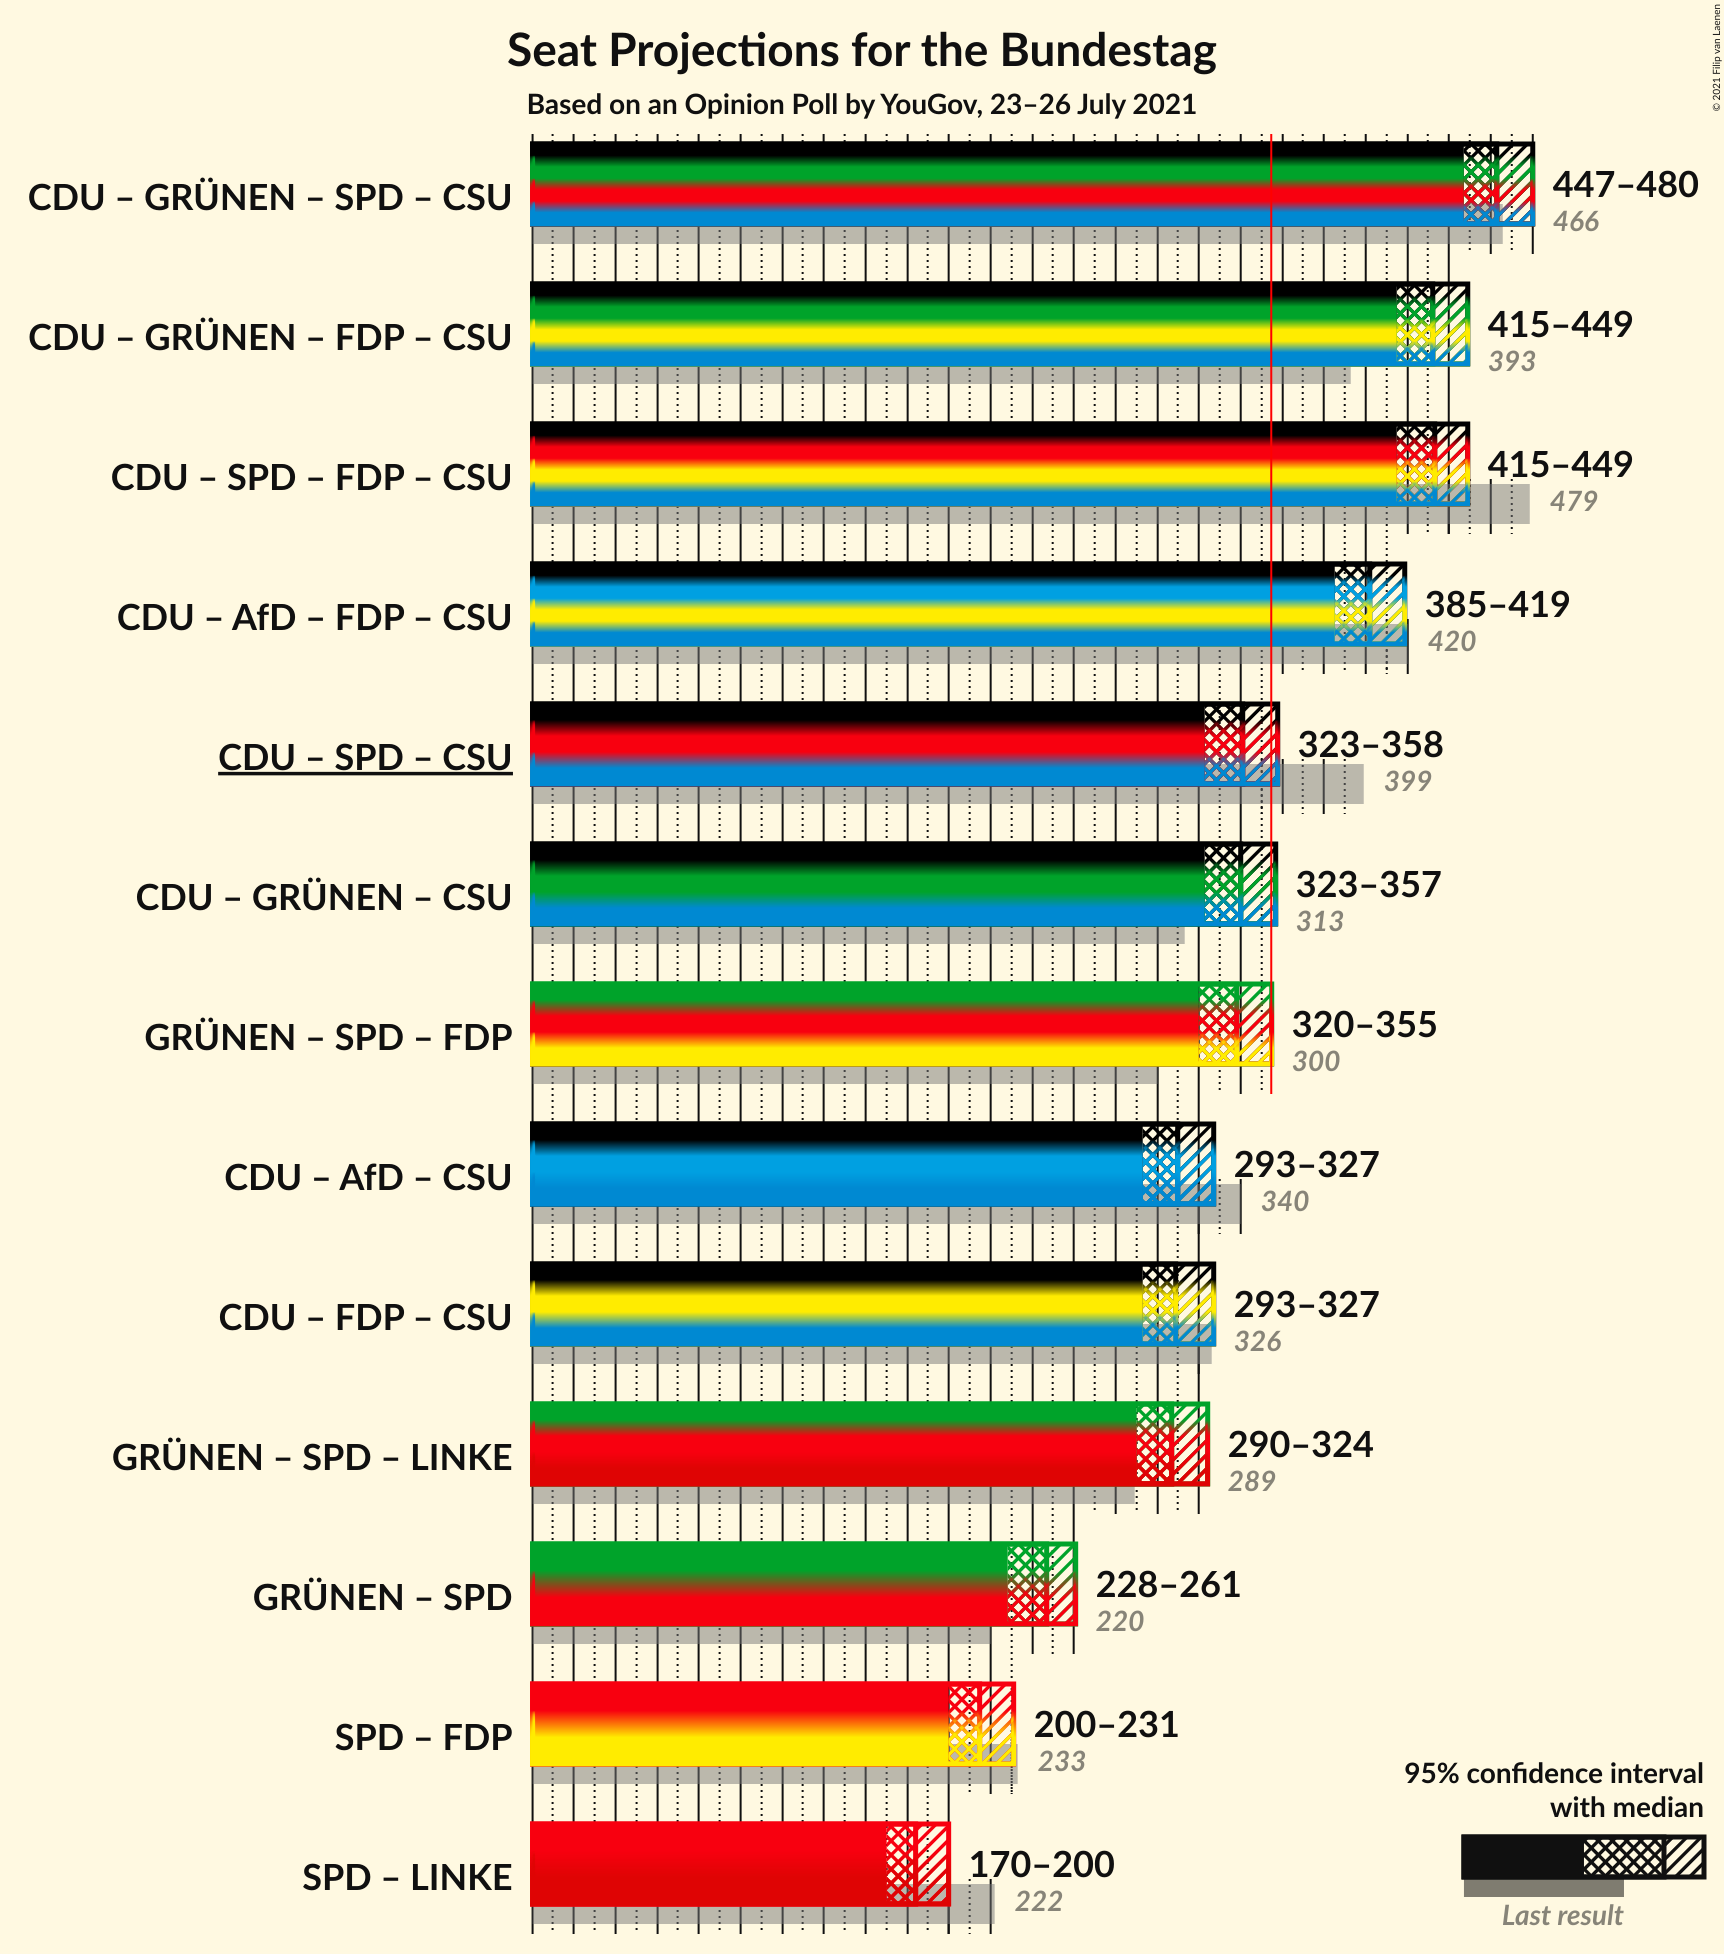 Seat Projections for the Bundestag
Based on an Opinion Poll by YouGov, 23–26 July 2021
© 2021 Filip van Laenen
CDU – GRÜNEN – SPD – CSU
447–480
466
CDU – GRÜNEN – FDP – CSU
415–449
393
CDU – SPD – FDP – CSU
415–449
479
CDU – AfD – FDP – CSU
385–419
420
CDU – SPD – CSU
323–358
399
CDU – GRÜNEN – CSU
323–357
313
GRÜNEN – SPD – FDP
320–355
300
CDU – AfD – CSU
293–327
340
CDU – FDP – CSU
293–327
326
GRÜNEN – SPD – LINKE
290–324
289
GRÜNEN – SPD
228–261
220
SPD – FDP
200–231
233
SPD – LINKE
170–200
222
95% confidence interval
with median
Last result